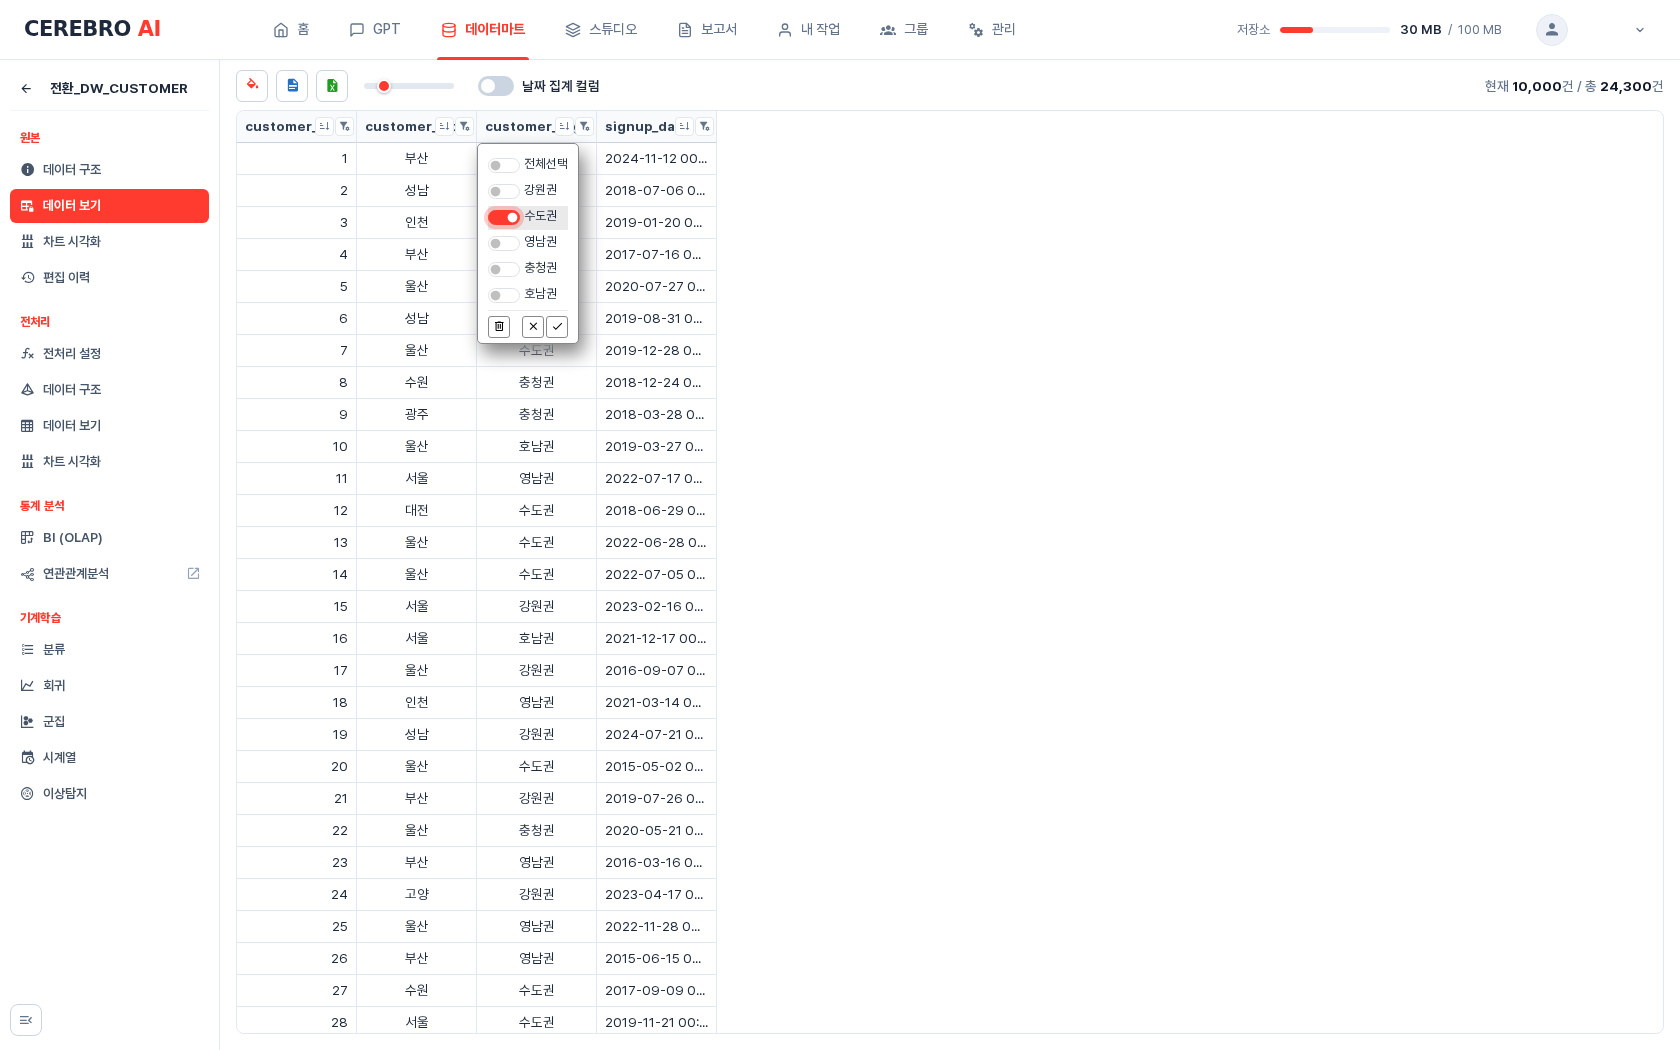 CEREBRO AI
홈
GPT
데이터마트
스튜디오
보고서
내 작업
그룹
관리
저장소
30 MB / 100 MB
전환_DW_CUSTOMER
원본
데이터 구조
데이터 보기
차트 시각화
편집 이력
전처리
전처리 설정
데이터 구조
데이터 보기
차트 시각화
통계 분석
BI (OLAP)
연관관계분석
기계학습
분류
회귀
군집
시계열
이상탐지
날짜 집계 컬럼
현재 10,000건 / 총 24,300건
customer_ customer_ customer_ signup_da
전체선택
강원권
수도권
영남권
충청권
호남권
1 부산 2024-11-12 00...
2 성남 2018-07-06 0...
3 인천 2019-01-20 0...
4 부산 2017-07-16 0...
5 울산 2020-07-27 0...
6 성남 2019-08-31 0...
7 울산 수도권 2019-12-28 0...
8 수원 충청권 2018-12-24 0...
9 광주 충청권 2018-03-28 0...
10 울산 호남권 2019-03-27 0...
11 서울 영남권 2022-07-17 0...
12 대전 수도권 2018-06-29 0...
13 울산 수도권 2022-06-28 0...
14 울산 수도권 2022-07-05 0...
15 서울 강원권 2023-02-16 0...
16 서울 호남권 2021-12-17 00...
17 울산 강원권 2016-09-07 0...
18 인천 영남권 2021-03-14 0...
19 성남 강원권 2024-07-21 0...
20 울산 수도권 2015-05-02 0...
21 부산 강원권 2019-07-26 0...
22 울산 충청권 2020-05-21 0...
23 부산 영남권 2016-03-16 0...
24 고양 강원권 2023-04-17 0...
25 울산 영남권 2022-11-28 0...
26 부산 영남권 2015-06-15 0...
27 수원 수도권 2017-09-09 0...
28 서울 수도권 2019-11-21 00:...